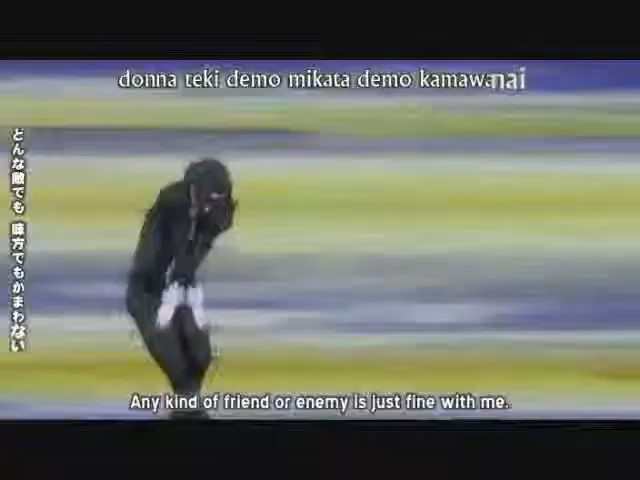 donna teki demo mikata demo kamawanai
どんな敵でも 味方でもかまわない
Any kind of friend or enemy is just fine with me.